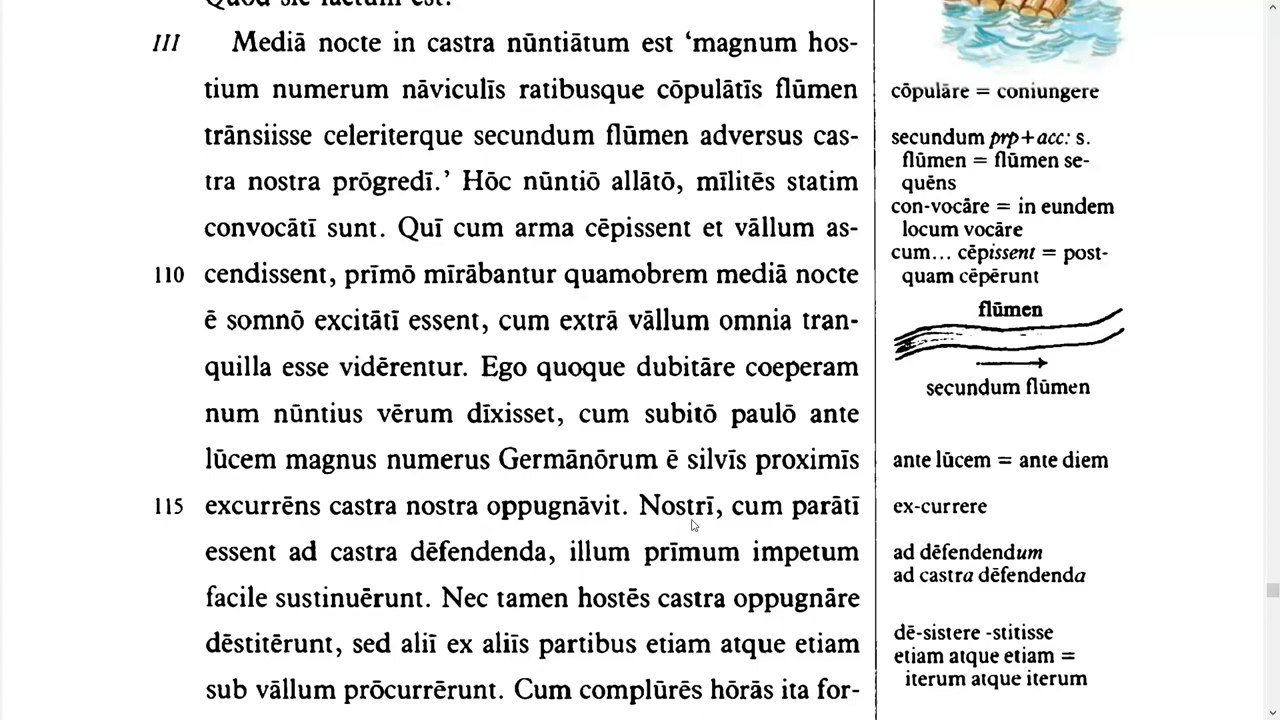 Quod sic factum est.
III Mediā nocte in castra nūntiātum est ‘magnum hos-
tium numerum nāviculīs ratibusque cōpulātīs flūmen
trānsiisse celeriterque secundum flūmen adversus cas-
tra nostra prōgredī.’ Hōc nūntiō allātō, mīlitēs statim
convocātī sunt. Quī cum arma cēpissent et vāllum as-
110 cendissent, prīmō mīrābantur quamobrem mediā nocte
ē somnō excitātī essent, cum extrā vāllum omnia tran-
quilla esse vidērentur. Ego quoque dubitāre coeperam
num nūntius vērum dīxisset, cum subitō paulō ante
lūcem magnus numerus Germānōrum ē silvīs proximīs
115 excurrēns castra nostra oppugnāvit. Nostrī, cum parātī
essent ad castra dēfendenda, illum prīmum impetum
facile sustinuērunt. Nec tamen hostēs castra oppugnāre
dēstitērunt, sed aliī ex aliīs partibus etiam atque etiam
sub vāllum prōcurrērunt. Cum complūrēs hōrās ita for-
cōpulāre = coniungere
secundum prp+acc: s.
flūmen = flūmen se-
quēns
con-vocāre = in eundem
locum vocāre
cum... cēpissent = post-
quam cēpērunt
flūmen
secundum flūmen
ante lūcem = ante diem
ex-currere
ad dēfendendum
ad castra dēfendenda
dē-sistere -stitisse
etiam atque etiam =
iterum atque iterum